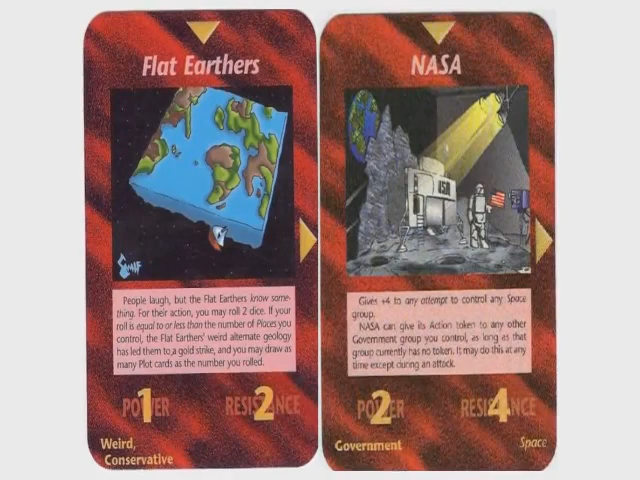 Flat Earthers
People laugh, but the Flat Earthers know some-
thing. For their action, you may roll 2 dice. If your
roll is equal to or less than the number of Places you
control, the Flat Earthers' weird alternate geology
has led them to a gold strike, and you may draw as
many Plot cards as the number you rolled.
POWER 1
RESISTANCE 2
Weird,
Conservative
NASA
USA
Gives +4 to any attempt to control any Space
group.
NASA can give its Action token to any other
Government group you control, as long as that
group currently has no token. It may do this at any
time except during an attack.
POWER 2
RESISTANCE 4
Government
Space